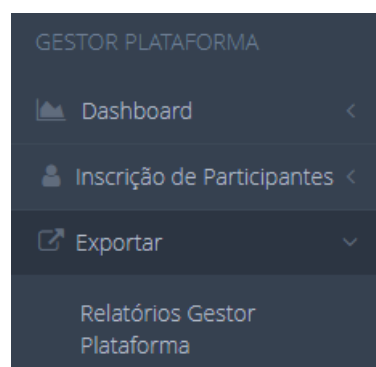 GESTOR PLATAFORMA
Dashboard
Inscrição de Participantes
Exportar
Relatórios Gestor
Plataforma